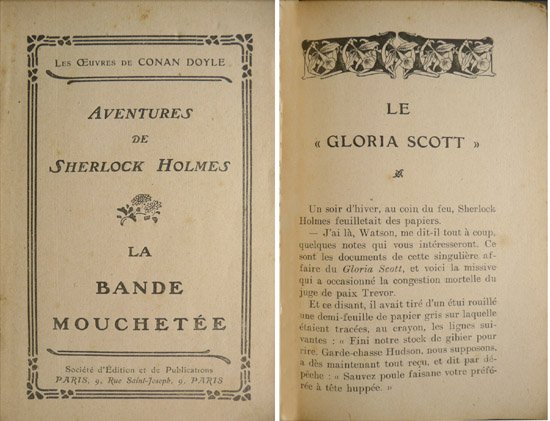 LES ŒUVRES DE CONAN DOYLE
AVENTURES
DE
SHERLOCK HOLMES
LA
BANDE
MOUCHETÉE
Société d'Édition et de Publications
PARIS, 9, Rue Saint-Joseph, 9, PARIS
LE
« GLORIA SCOTT »
Un soir d'hiver, au coin du feu, Sherlock
Holmes feuilletait des papiers.
— J'ai là, Watson, me dit-il tout à coup,
quelques notes qui vous intéresseront. Ce
sont les documents de cette singulière af-
faire du Gloria Scott, et voici la missive
qui a occasionné la congestion mortelle du
juge de paix Trevor.
Et ce disant, il avait tiré d'un étui rouillé
une demi-feuille de papier gris sur laquelle
étaient tracées, au crayon, les lignes sui-
vantes : « Fini notre stock de gibier pour
rire. Garde-chasse Hudson, nous supposons,
a dès maintenant tout reçu, et dit par dé-
pêche : « Sauvez poule faisane votre préfé-
rée à tête huppée. »